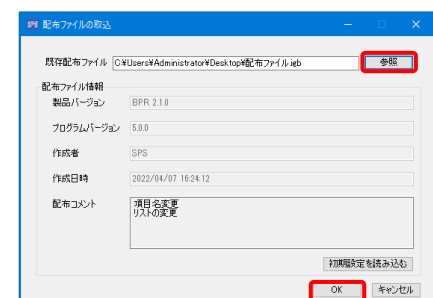 SPS 配布ファイルの取込
既存配布ファイル C:¥Users¥Administrator¥Desktop¥配布ファイル.igb 参照
配布ファイル情報
製品バージョン BPR 2.1.0
プログラムバージョン 5.0.0
作成者 SPS
作成日時 2022/04/07 16:24:12
配布コメント 項目名変更
リストの変更
初期設定を読み込む
OK キャンセル